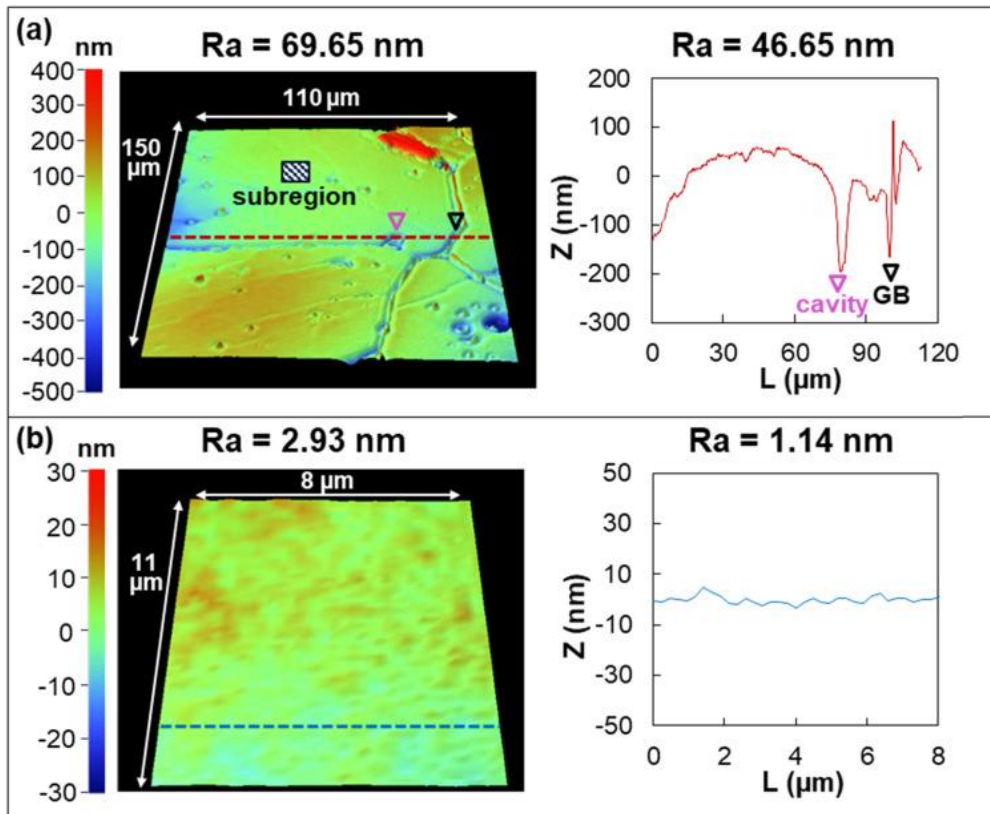 (a)
nm
Ra = 69.65 nm
Ra = 46.65 nm
400
300
200
100
0
-100
-200
-300
-400
-500
110 µm
150
µm
subregion
Z (nm)
200
100
0
-100
-200
-300
cavity
GB
0 30 60 90 100 120
L (µm)
(b)
nm
Ra = 2.93 nm
Ra = 1.14 nm
30
20
10
0
-10
-20
-30
8 µm
11
µm
Z (nm)
50
30
10
-10
-30
-50
0 2 4 6 8
L (µm)